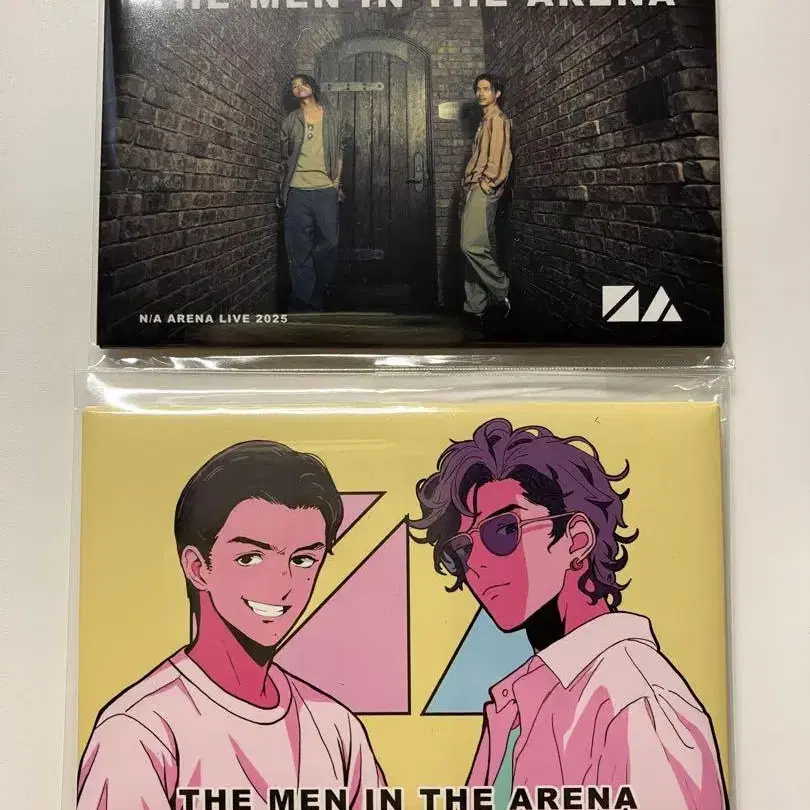 THE MEN IN THE ARENA
N/A ARENA LIVE 2025
N/A
THE MEN IN THE ARENA